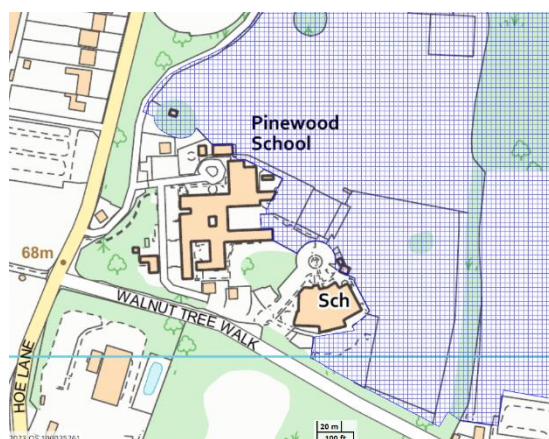 Pinewood
School
68m
Sch
WALNUT TREE WALK
HOE LANE
20 m
100 ft